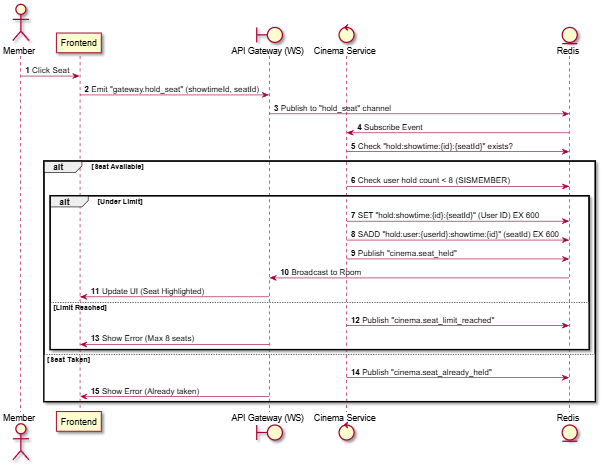 Member
Frontend
API Gateway (WS)
Cinema Service
Redis
1 Click Seat
2 Emit "gateway.hold_seat" (showtimeId, seatId)
3 Publish to "hold_seat" channel
4 Subscribe Event
5 Check "hold:showtime:{id}:{seatId}" exists?
alt [Seat Available]
6 Check user hold count < 8 (SISMEMBER)
alt [Under Limit]
7 SET "hold:showtime:{id}:{seatId}" (User ID) EX 600
8 SADD "hold:user:{userId}:showtime:{id}" (seatId) EX 600
9 Publish "cinema.seat_held"
10 Broadcast to Room
11 Update UI (Seat Highlighted)
[Limit Reached]
12 Publish "cinema.seat_limit_reached"
13 Show Error (Max 8 seats)
[Seat Taken]
14 Publish "cinema.seat_already_held"
15 Show Error (Already taken)
Member
Frontend
API Gateway (WS)
Cinema Service
Redis